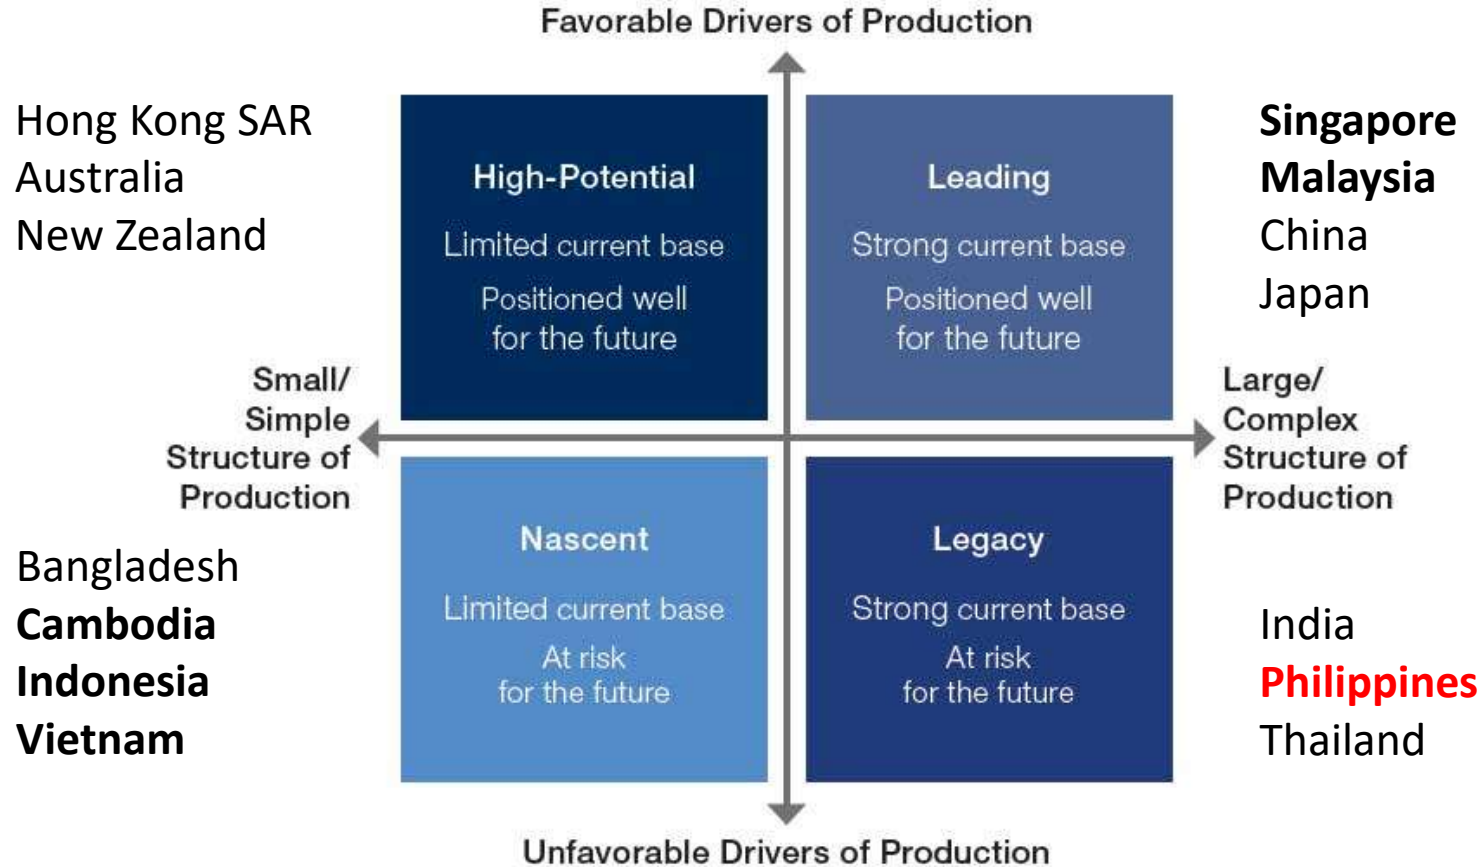 Favorable Drivers of Production
Hong Kong SAR
Australia
New Zealand
High-Potential
Limited current base
Positioned well
for the future
Leading
Strong current base
Positioned well
for the future
Singapore
Malaysia
China
Japan
Small/
Simple
Structure of
Production
Large/
Complex
Structure of
Production
Bangladesh
Cambodia
Indonesia
Vietnam
Nascent
Limited current base
At risk
for the future
Legacy
Strong current base
At risk
for the future
India
Philippines
Thailand
Unfavorable Drivers of Production